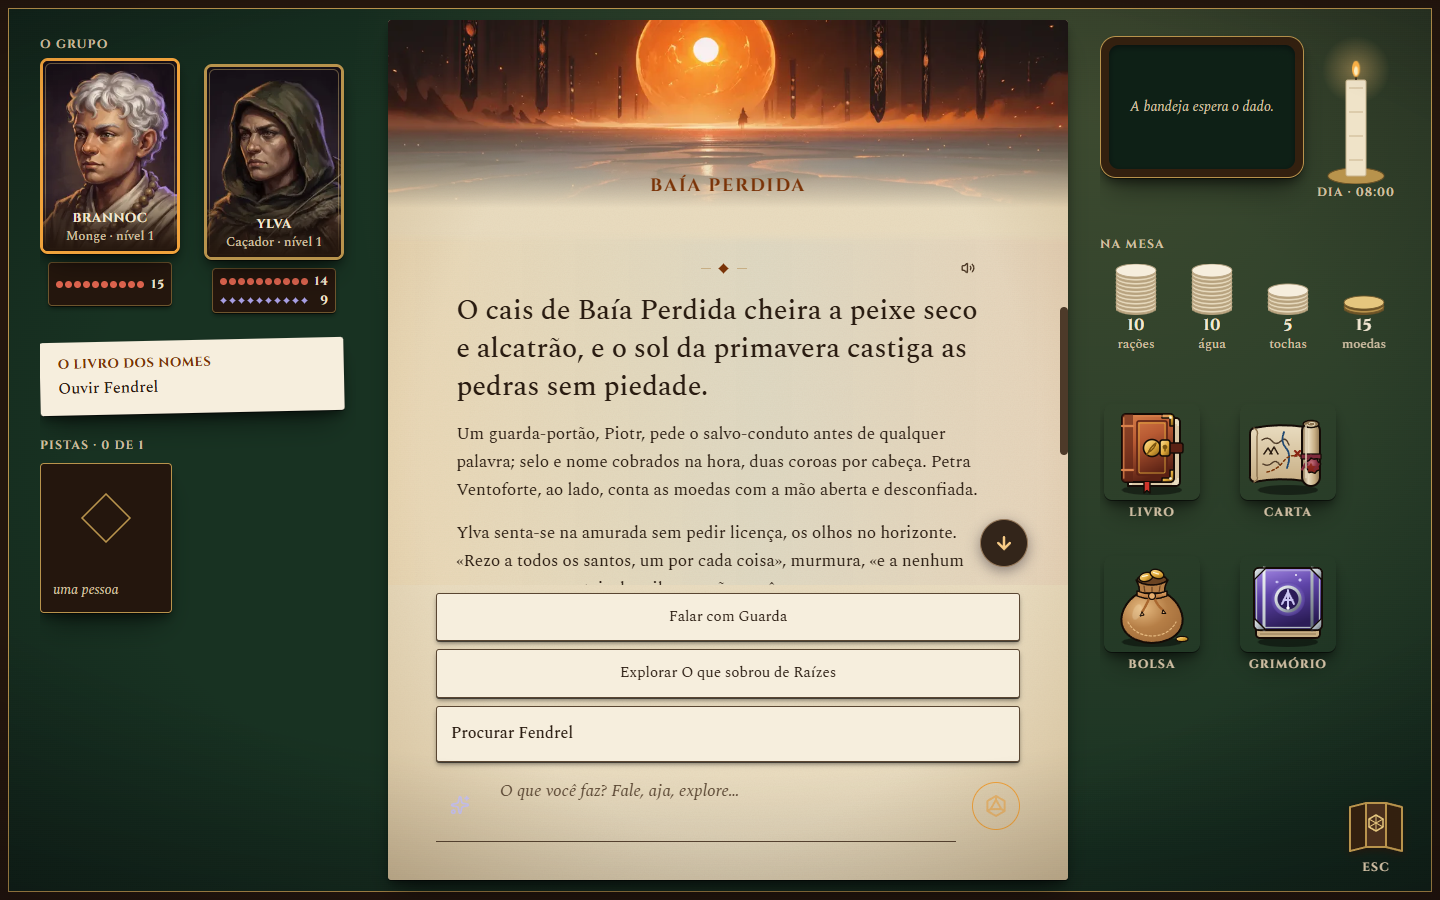 O GRUPO
BRANNOC
Monge · nível 1
15
YLVA
Caçador · nível 1
14
9
O LIVRO DOS NOMES
Ouvir Fendrel
PISTAS · 0 DE 1
uma pessoa
BAÍA PERDIDA
O cais de Baía Perdida cheira a peixe seco
e alcatrão, e o sol da primavera castiga as
pedras sem piedade.
Um guarda-portão, Piotr, pede o salvo-conduto antes de qualquer
palavra; selo e nome cobrados na hora, duas coroas por cabeça. Petra
Ventoforte, ao lado, conta as moedas com a mão aberta e desconfiada.
Ylva senta-se na amurada sem pedir licença, os olhos no horizonte.
«Rezo a todos os santos, um por cada coisa», murmura, «e a nenhum
Falar com Guarda
Explorar O que sobrou de Raízes
Procurar Fendrel
O que você faz? Fale, aja, explore...
A bandeja espera o dado.
DIA · 08:00
NA MESA
10
rações
10
água
5
tochas
15
moedas
LIVRO
CARTA
BOLSA
GRIMÓRIO
ESC